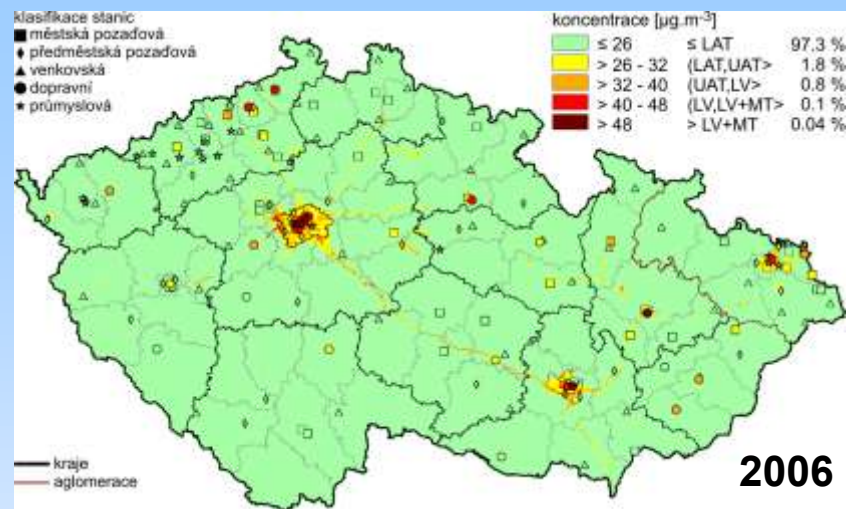 klasifikace stanic
městská pozaďová
předměstská pozaďová
venkovská
dopravní
průmyslová
koncentrace [µg.m⁻³]
≤ 26 ≤ LAT 97.3 %
> 26 - 32 (LAT,UAT> 1.8 %
> 32 - 40 (UAT,LV> 0.8 %
> 40 - 48 (LV,LV+MT> 0.1 %
> 48 > LV+MT 0.04 %
kraje
aglomerace
2006